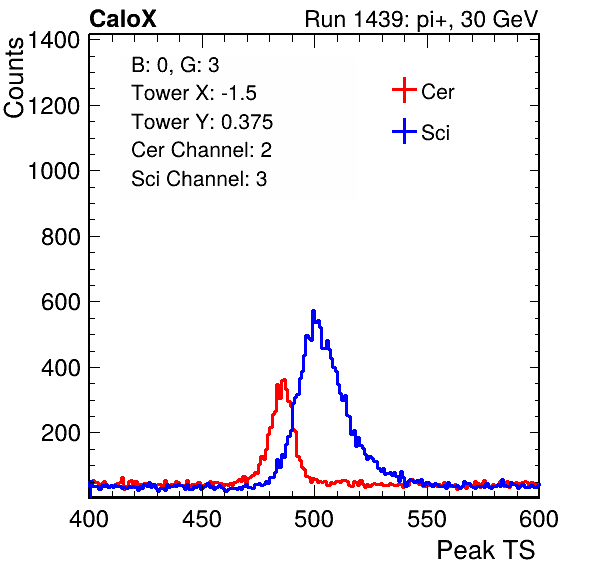 CaloX Run 1439: pi+, 30 GeV
Counts
B: 0, G: 3
Tower X: -1.5
Tower Y: 0.375
Cer Channel: 2
Sci Channel: 3
Cer
Sci
1400
1200
1000
800
600
400
200
400 450 500 550 600
Peak TS